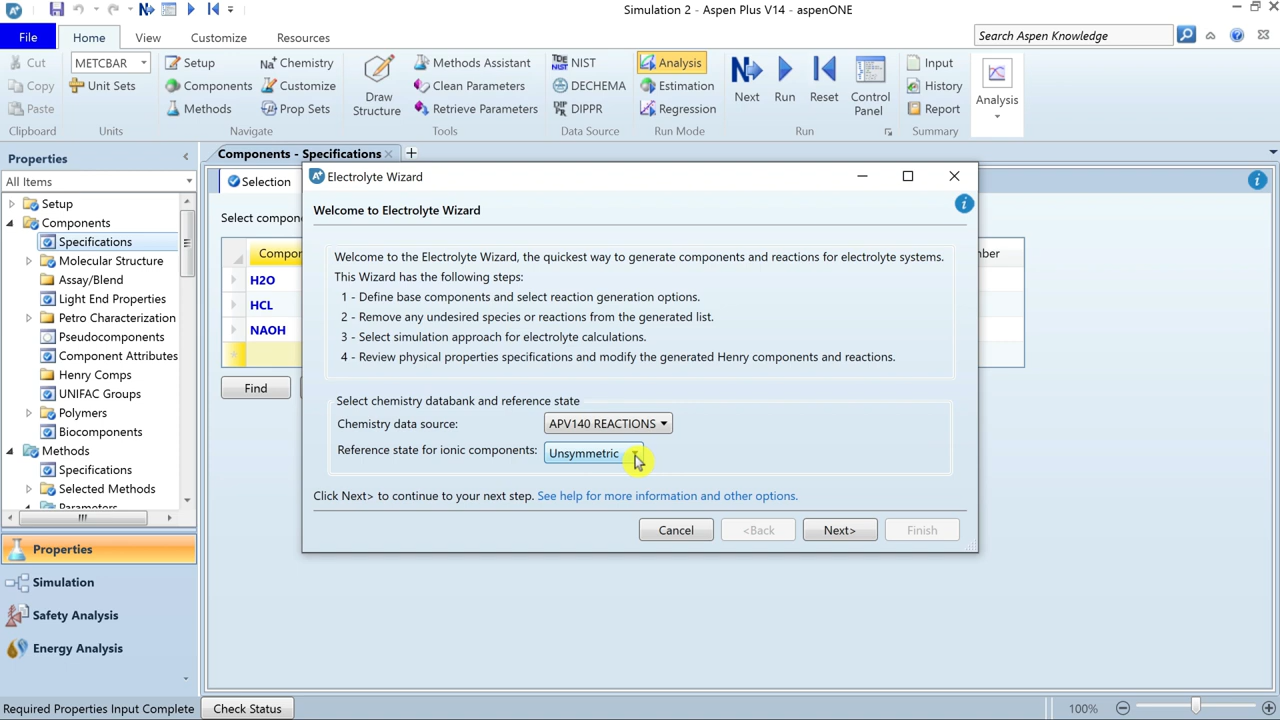 Simulation 2 - Aspen Plus V14 - aspenONE
File
Home
View
Customize
Resources
Search Aspen Knowledge
Cut
Copy
Paste
Clipboard
METCBAR
Unit Sets
Units
Setup
Components
Methods
Chemistry
Customize
Prop Sets
Navigate
Draw
Structure
Methods Assistant
Clean Parameters
Retrieve Parameters
Tools
NIST
DECHEMA
DIPPR
Data Source
Analysis
Estimation
Regression
Run Mode
Next
Run
Reset
Control
Panel
Run
Input
History
Report
Summary
Analysis
Properties
All Items
Setup
Components
Specifications
Molecular Structure
Assay/Blend
Light End Properties
Petro Characterization
Pseudocomponents
Component Attributes
Henry Comps
UNIFAC Groups
Polymers
Biocomponents
Methods
Specifications
Selected Methods
Parameters
Properties
Simulation
Safety Analysis
Energy Analysis
Components - Specifications
Selection
Select compone
Compor
H2O
HCL
NAOH
Find
nber
Electrolyte Wizard
Welcome to Electrolyte Wizard
Welcome to the Electrolyte Wizard, the quickest way to generate components and reactions for electrolyte systems.
This Wizard has the following steps:
1 - Define base components and select reaction generation options.
2 - Remove any undesired species or reactions from the generated list.
3 - Select simulation approach for electrolyte calculations.
4 - Review physical properties specifications and modify the generated Henry components and reactions.
Select chemistry databank and reference state
Chemistry data source: APV140 REACTIONS
Reference state for ionic components: Unsymmetric
Click Next> to continue to your next step. See help for more information and other options.
Cancel
<Back
Next>
Finish
Required Properties Input Complete
Check Status
100%